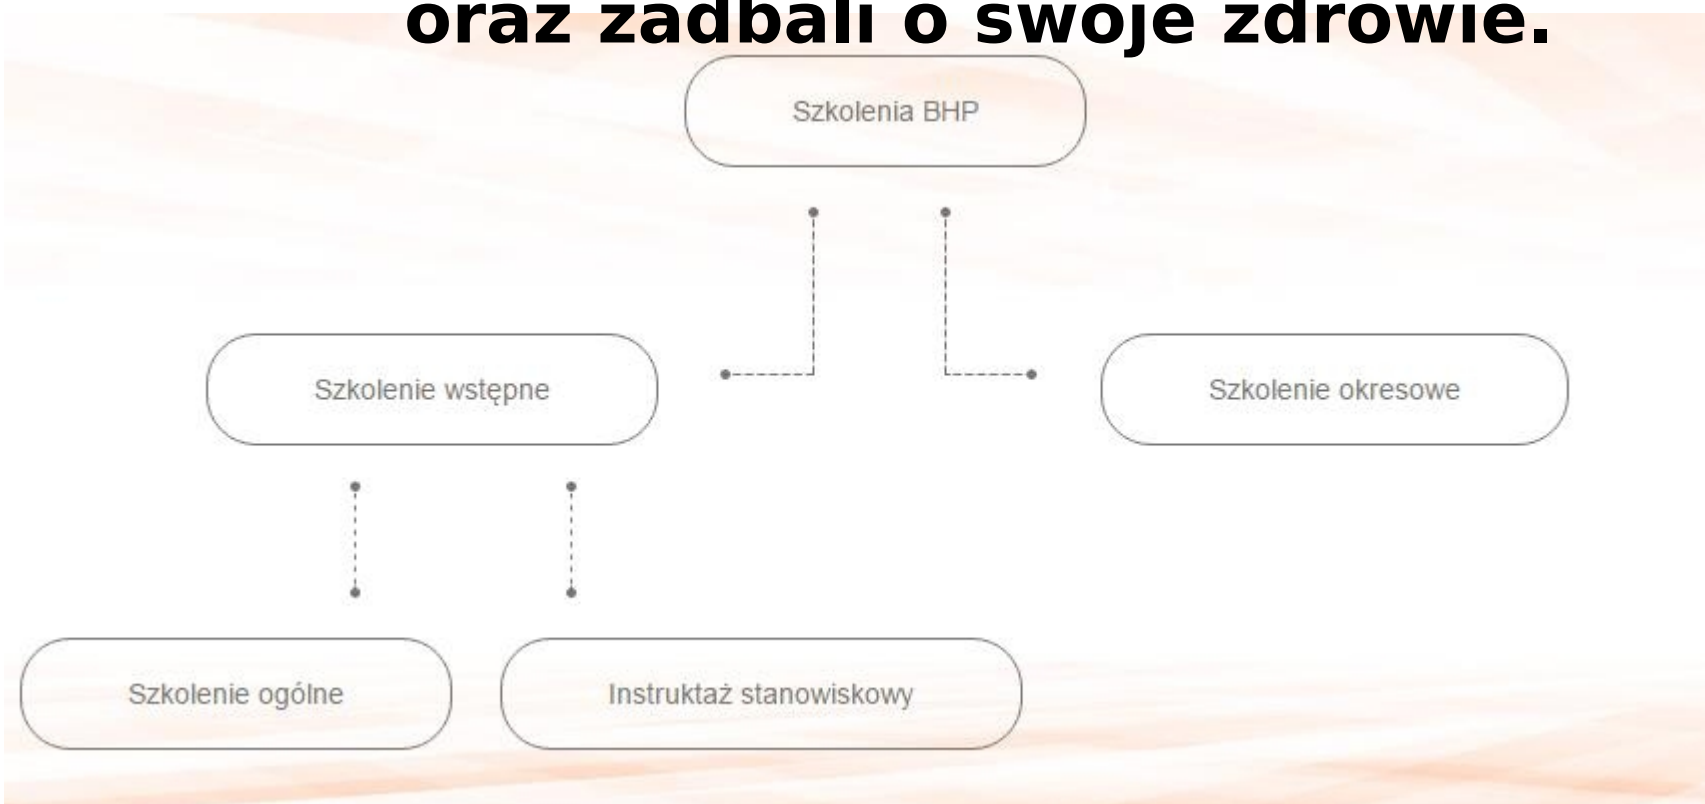 oraz zadbali o swoje zdrowie.
Szkolenia BHP
Szkolenie wstępne
Szkolenie okresowe
Szkolenie ogólne
Instruktaż stanowiskowy